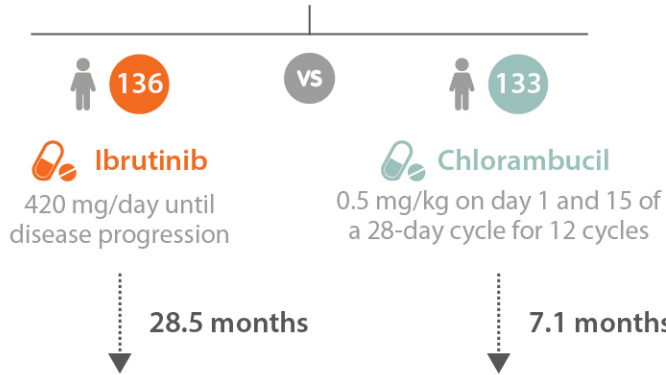 136
VS
133
Ibrutinib
Chlorambucil
420 mg/day until
disease progression
0.5 mg/kg on day 1 and 15 of
a 28-day cycle for 12 cycles
28.5 months
7.1 months